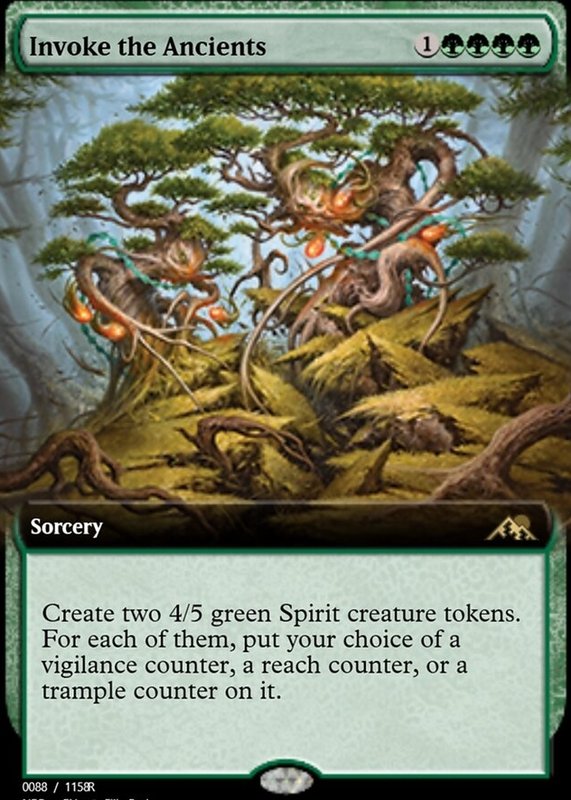 Invoke the Ancients 1
Sorcery
Create two 4/5 green Spirit creature tokens.
For each of them, put your choice of a
vigilance counter, a reach counter, or a
trample counter on it.
0088 / 1158R